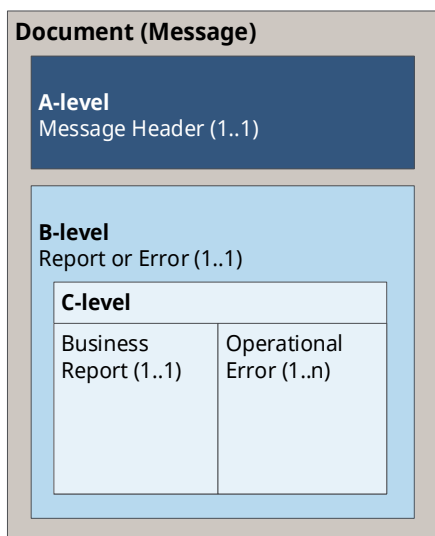 Document (Message)
A-level
Message Header (1..1)
B-level
Report or Error (1..1)
C-level
Business
Report (1..1)
Operational
Error (1..n)